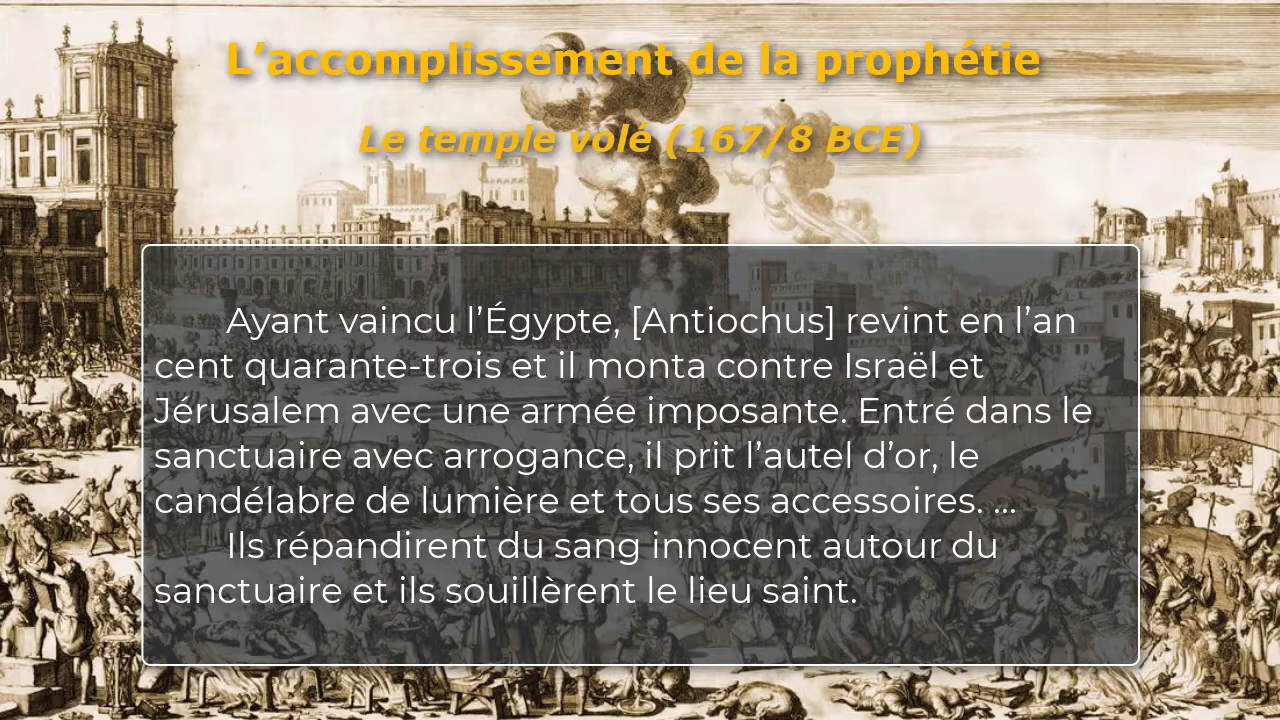 L’accomplissement de la prophétie
Le temple volé (167/8 BCE)
Ayant vaincu l’Égypte, [Antiochus] revint en l’an
cent quarante-trois et il monta contre Israël et
Jérusalem avec une armée imposante. Entré dans le
sanctuaire avec arrogance, il prit l’autel d’or, le
candélabre de lumière et tous ses accessoires. ...
Ils répandirent du sang innocent autour du
sanctuaire et ils souillèrent le lieu saint.